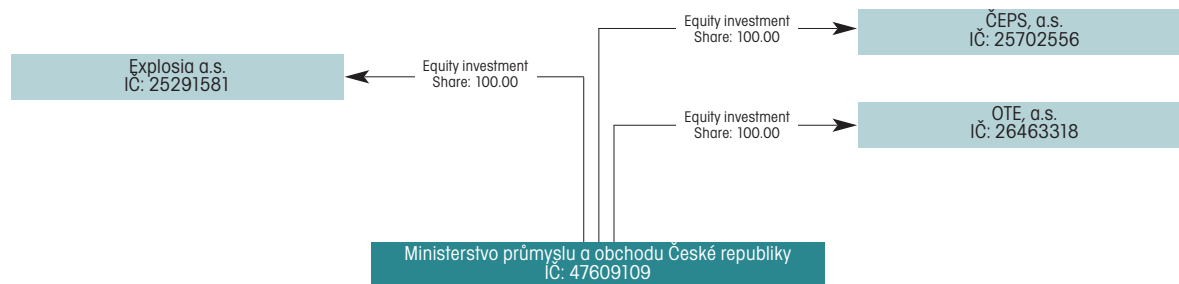 Equity investment
Share: 100.00
ČEPS, a.s.
IČ: 25702556
Explosia a.s.
IČ: 25291581
Equity investment
Share: 100.00
Equity investment
Share: 100.00
OTE, a.s.
IČ: 26463318
Ministerstvo průmyslu a obchodu České republiky
IČ: 47609109